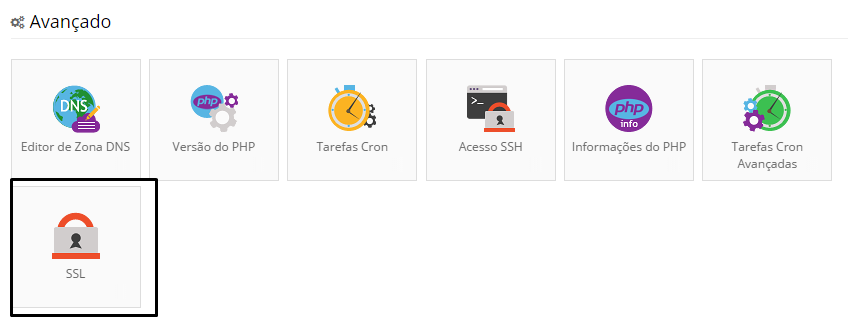 Avançado
DNS
php
>_
php
info
Editor de Zona DNS
Versão do PHP
Tarefas Cron
Acesso SSH
Informações do PHP
Tarefas Cron
Avançadas
SSL